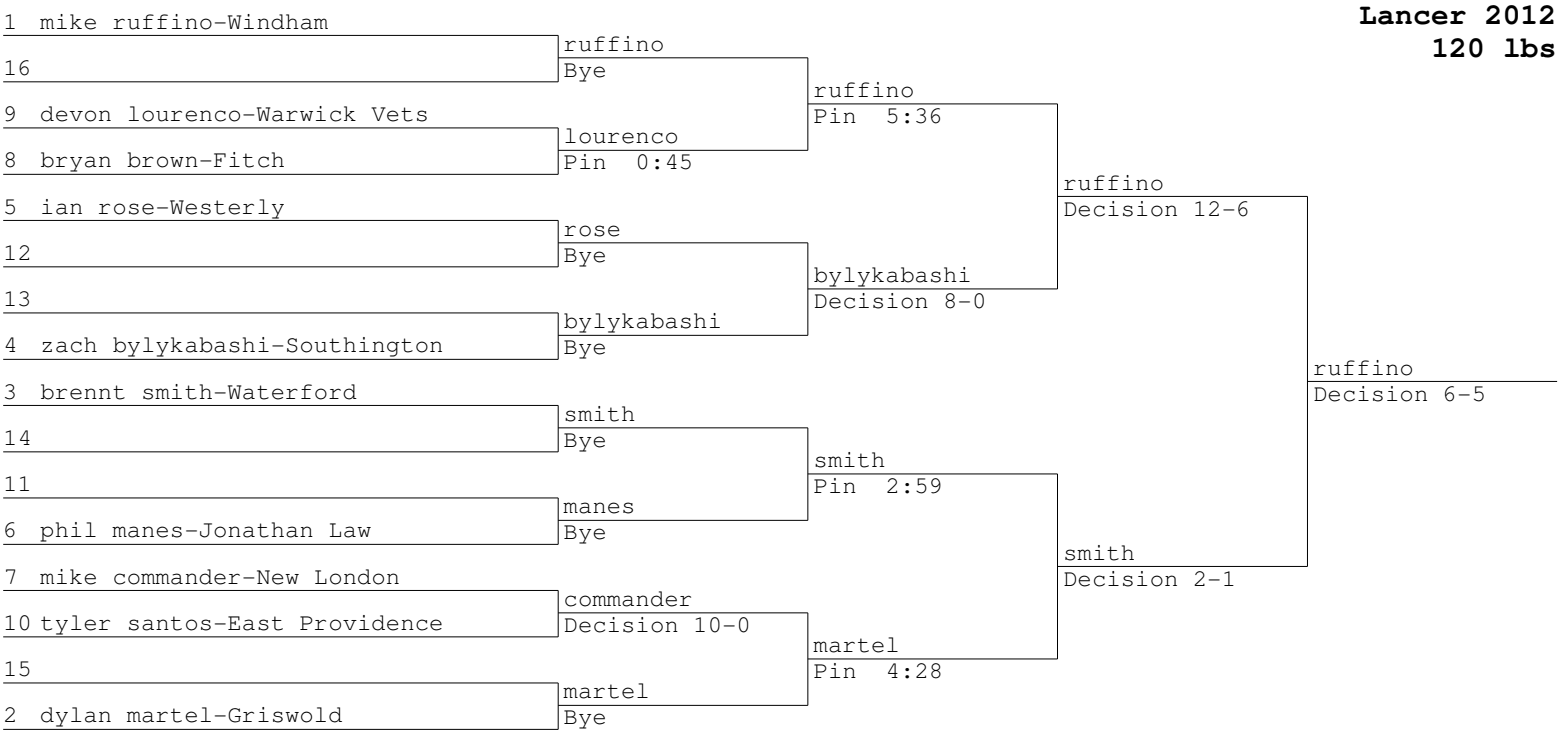 Lancer 2012
120 lbs
1 mike ruffino-Windham
16
9 devon lourenco-Warwick Vets
8 bryan brown-Fitch
5 ian rose-Westerly
12
13
4 zach bylykabashi-Southington
3 brennt smith-Waterford
14
11
6 phil manes-Jonathan Law
7 mike commander-New London
10 tyler santos-East Providence
15
2 dylan martel-Griswold
ruffino
Bye
lourenco
Pin 0:45
rose
Bye
bylykabashi
Bye
smith
Bye
manes
Bye
commander
Decision 10-0
martel
Bye
ruffino
Pin 5:36
bylykabashi
Decision 8-0
smith
Pin 2:59
martel
Pin 4:28
ruffino
Decision 12-6
smith
Decision 2-1
ruffino
Decision 6-5